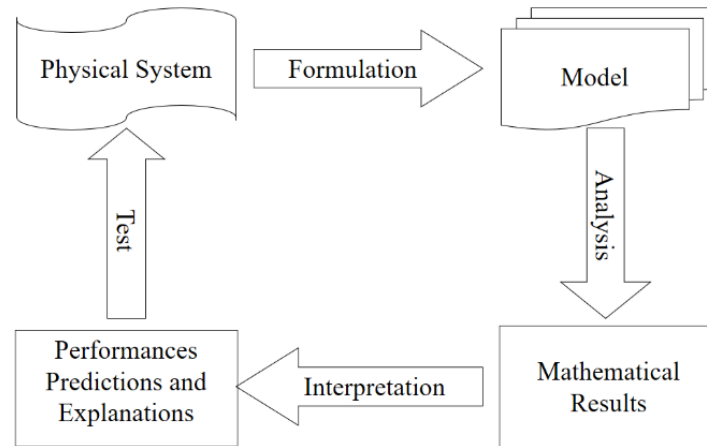 Physical System
Formulation
Model
Analysis
Test
Performances
Predictions and
Explanations
Interpretation
Mathematical
Results